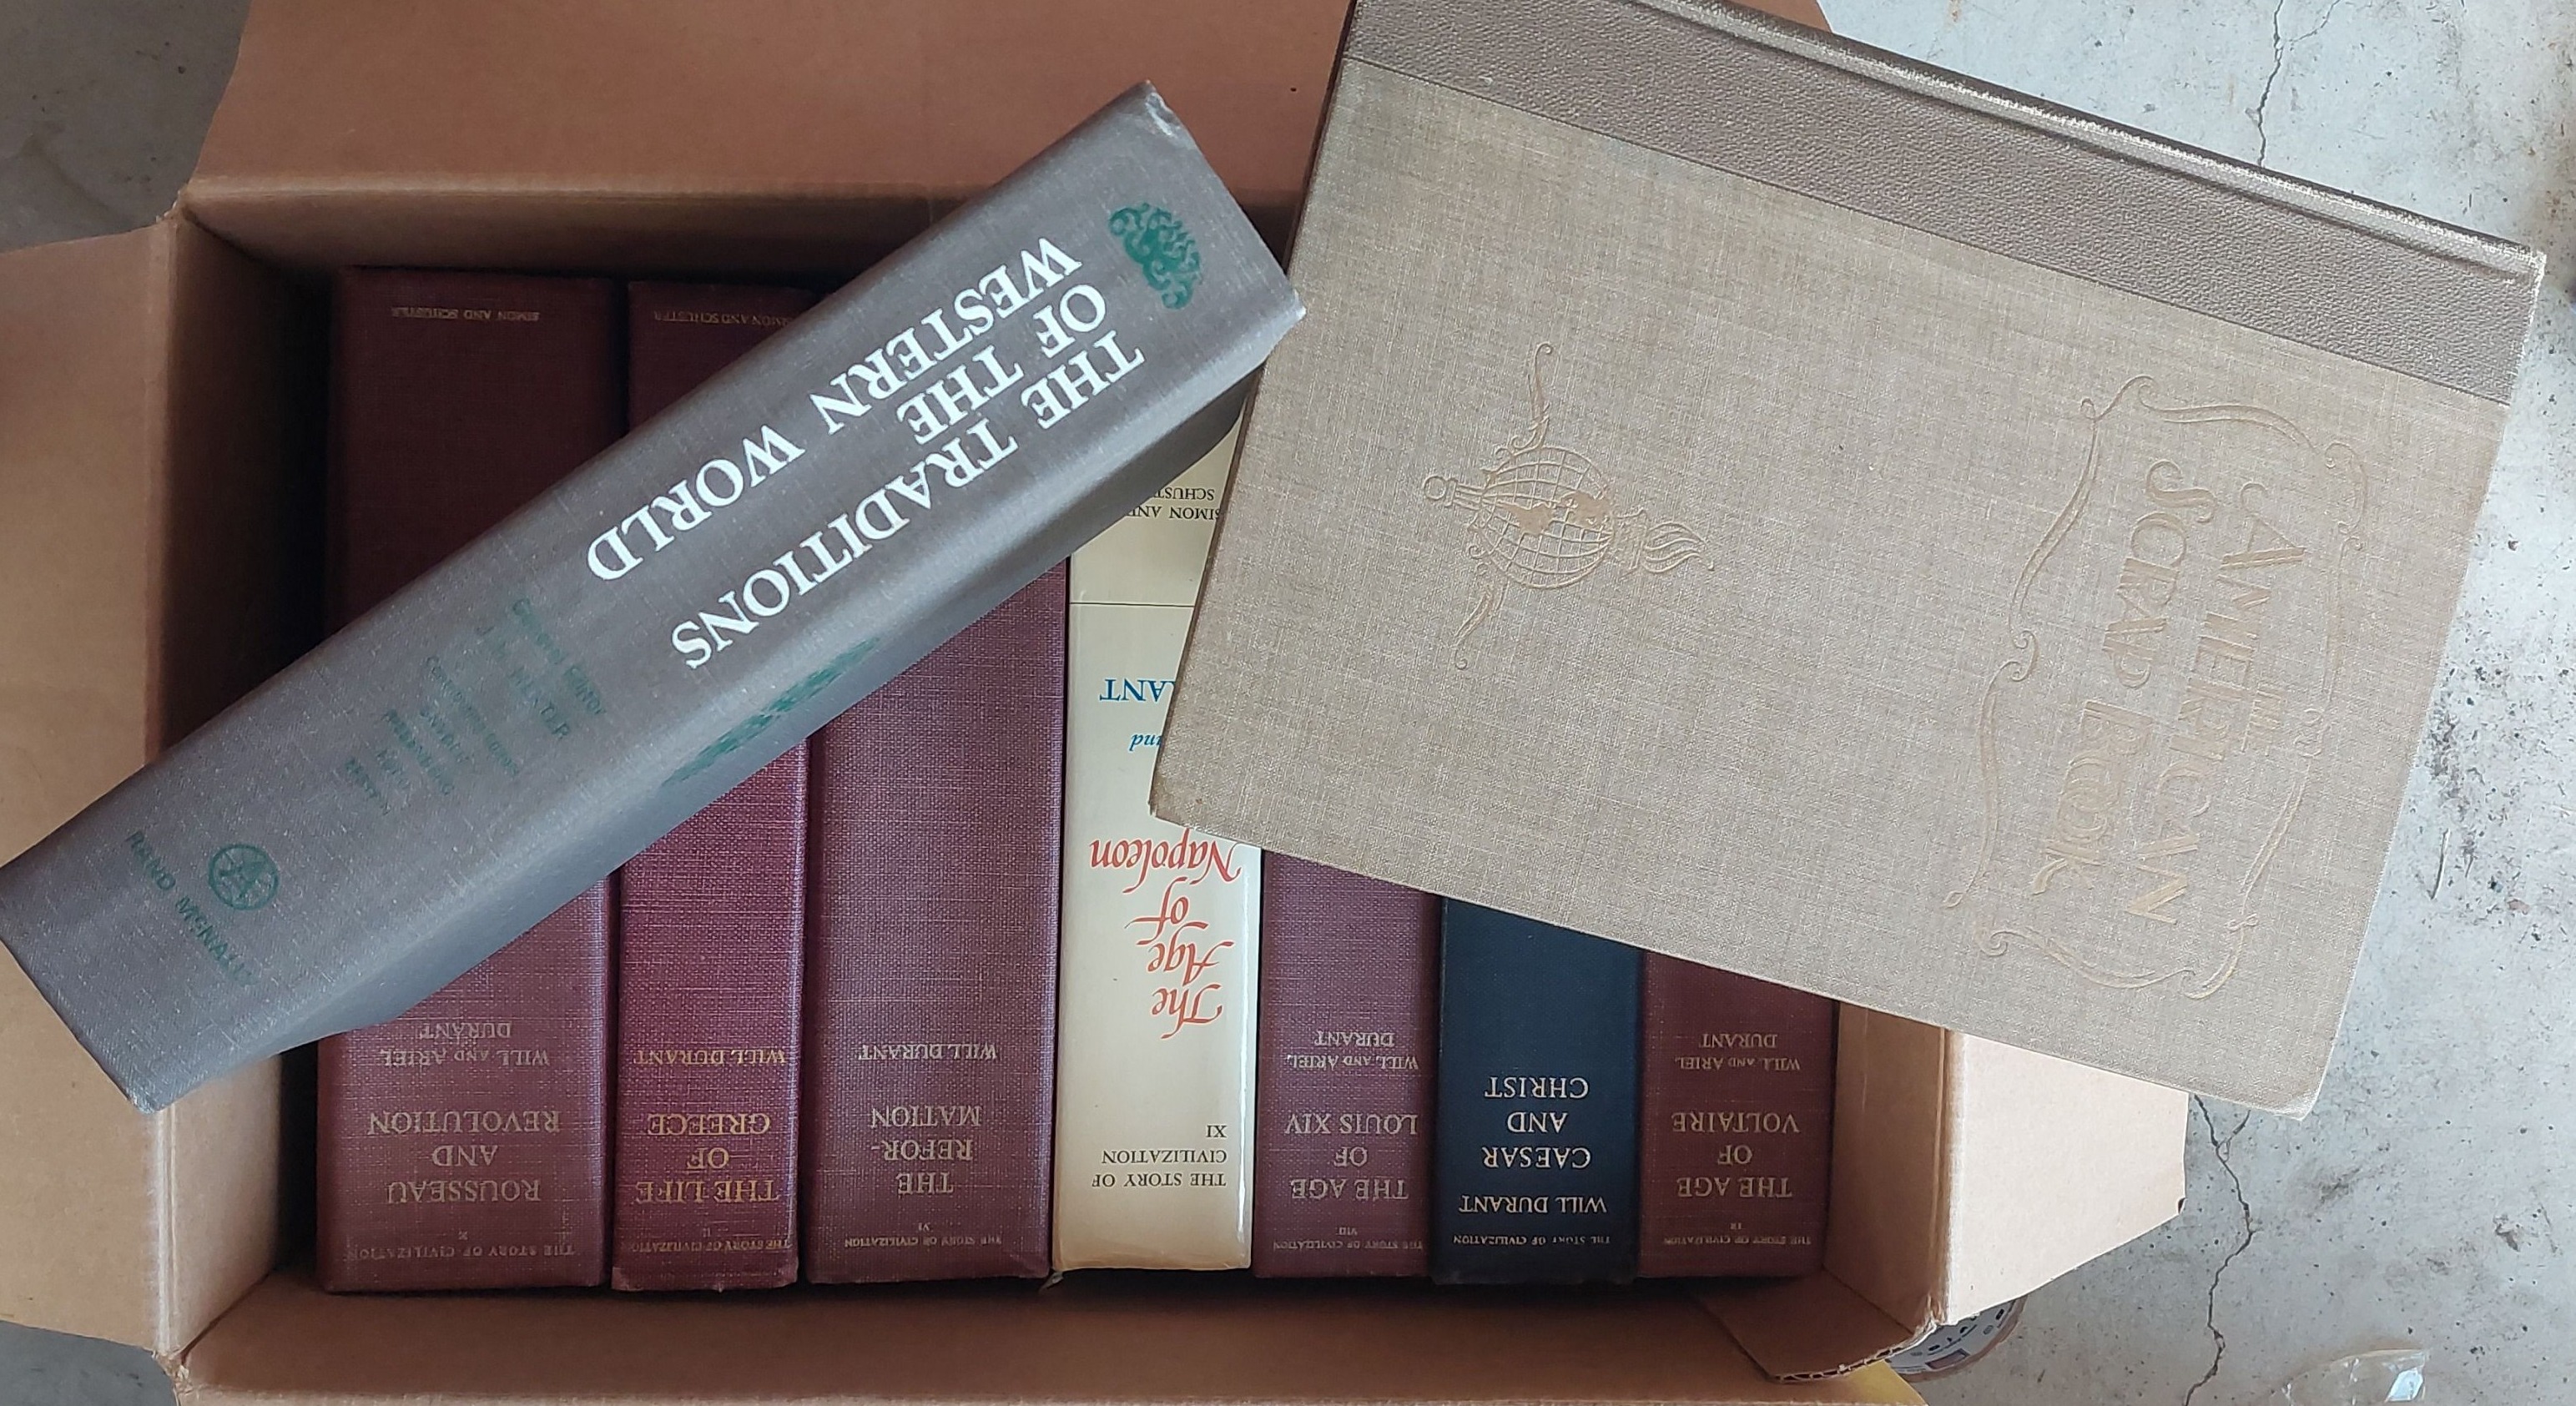 THE TRADITIONS
OF THE
WESTERN WORLD
General Editor
J. H. HEXTER
RAND McNALLY
THE
AMERICAN
SCRAP BOOK
THE STORY OF CIVILIZATION
X
ROUSSEAU
AND
REVOLUTION
WILL AND ARIEL
DURANT
SIMON AND SCHUSTER
THE STORY OF CIVILIZATION
II
THE LIFE
OF
GREECE
WILL DURANT
SIMON AND SCHUSTER
THE STORY OF CIVILIZATION
VI
THE
REFOR-
MATION
WILL DURANT
THE STORY OF
CIVILIZATION
XI
The
Age
of
Napoleon
SIMON AND
THE STORY OF CIVILIZATION
VIII
THE AGE
OF
LOUIS XIV
WILL AND ARIEL
DURANT
THE STORY OF CIVILIZATION
WILL DURANT
CAESAR
AND
CHRIST
THE STORY OF CIVILIZATION
IX
THE AGE
OF
VOLTAIRE
WILL AND ARIEL
DURANT